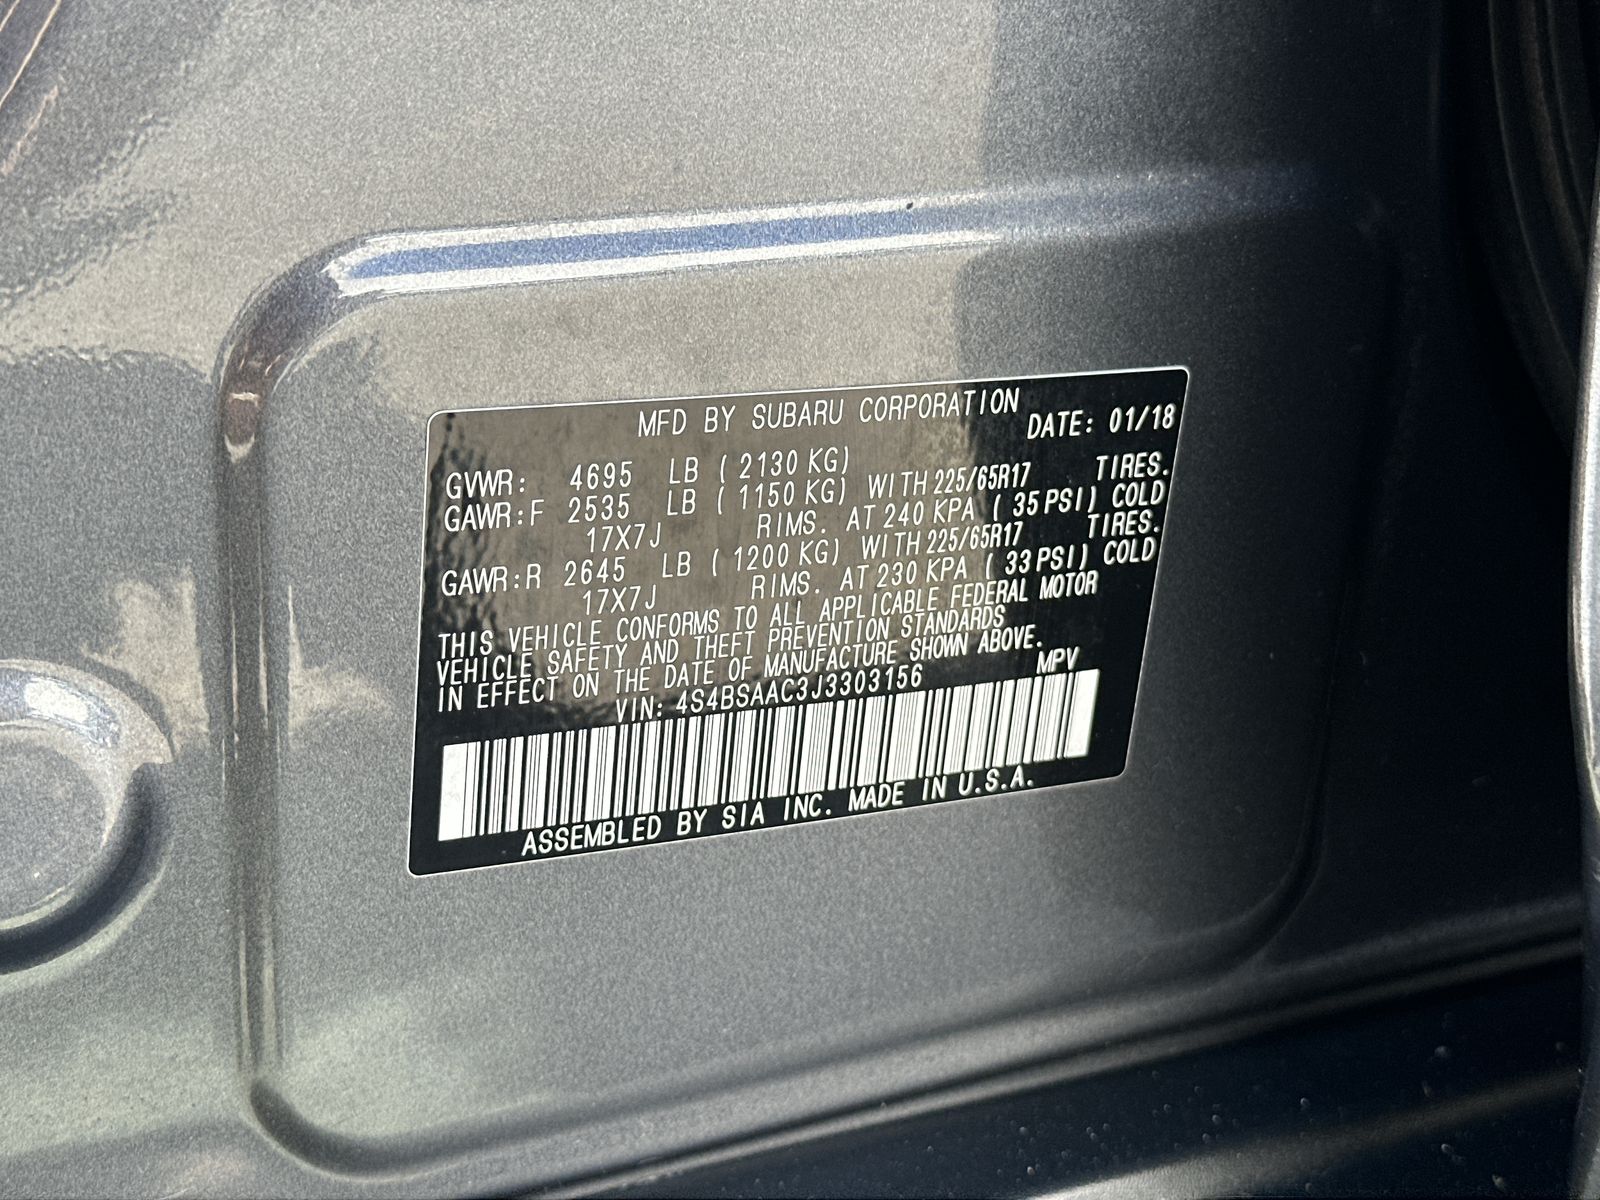 MFD BY SUBARU CORPORATION
DATE: 01/18
GVWR: 4695 LB ( 2130 KG)
GAWR:F 2535 LB ( 1150 KG) WITH 225/65R17 TIRES.
17X7J RIMS. AT 240 KPA ( 35 PSI) COLD
GAWR:R 2645 LB ( 1200 KG) WITH 225/65R17 TIRES.
17X7J RIMS. AT 230 KPA ( 33 PSI) COLD
THIS VEHICLE CONFORMS TO ALL APPLICABLE FEDERAL MOTOR
VEHICLE SAFETY AND THEFT PREVENTION STANDARDS
IN EFFECT ON THE DATE OF MANUFACTURE SHOWN ABOVE.
VIN: 4S4BSAAC3J3303156 MPV
ASSEMBLED BY SIA INC. MADE IN U.S.A.